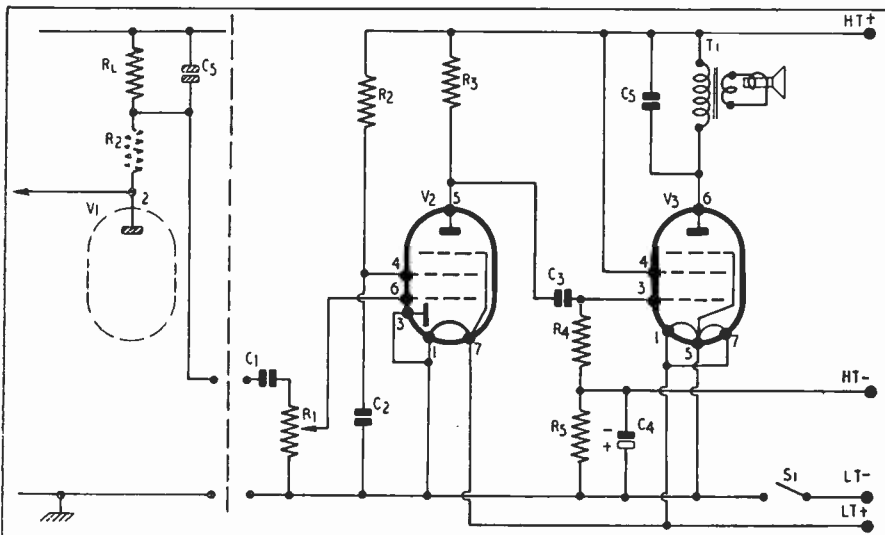 HT+
T1
RL
C5
R2
R3
C5
R2
2
V1
V2
5
V3
6
4
6
3
1
7
C3
4
3
1
5
7
R4
C1
R1
C2
HT-
R5
-
+
C4
S1
LT-
LT+